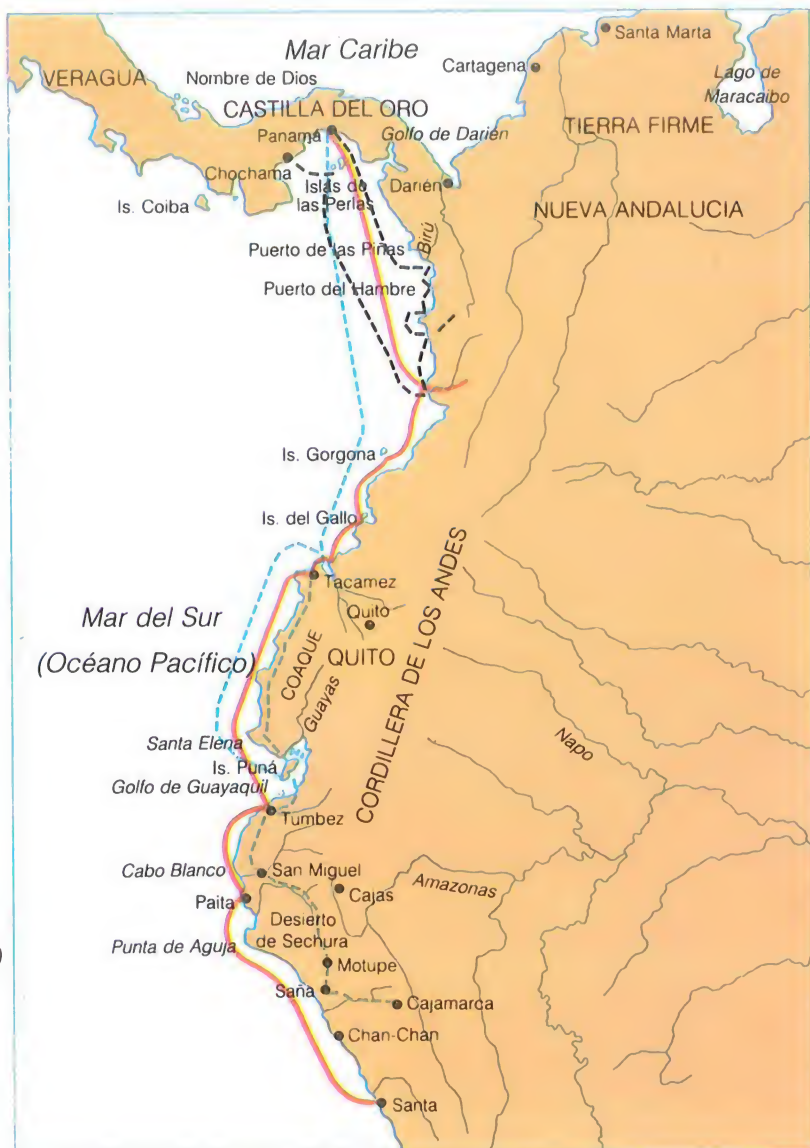 Mar Caribe
Santa Marta
VERAGUA
Nombre de Dios
Cartagena
Lago de
Maracaibo
CASTILLA DEL ORO
Panamá
Golfo de Darién
TIERRA FIRME
Chochama
Islas de
las Perlas
Darién
Is. Coiba
NUEVA ANDALUCIA
Birú
Puerto de las Piñas
Puerto del Hambre
Is. Gorgona
Is. del Gallo
Tacamez
Quito
QUITO
Mar del Sur
(Océano Pacífico)
COAQUE
Guayas
CORDILLERA DE LOS ANDES
Napo
Santa Elena
Is. Puná
Golfo de Guayaquil
Tumbez
Cabo Blanco
San Miguel
Cajas
Amazonas
Paita
Desierto
de Sechura
Punta de Aguja
Motupe
Saña
Cajamarca
Chan-Chan
Santa
)